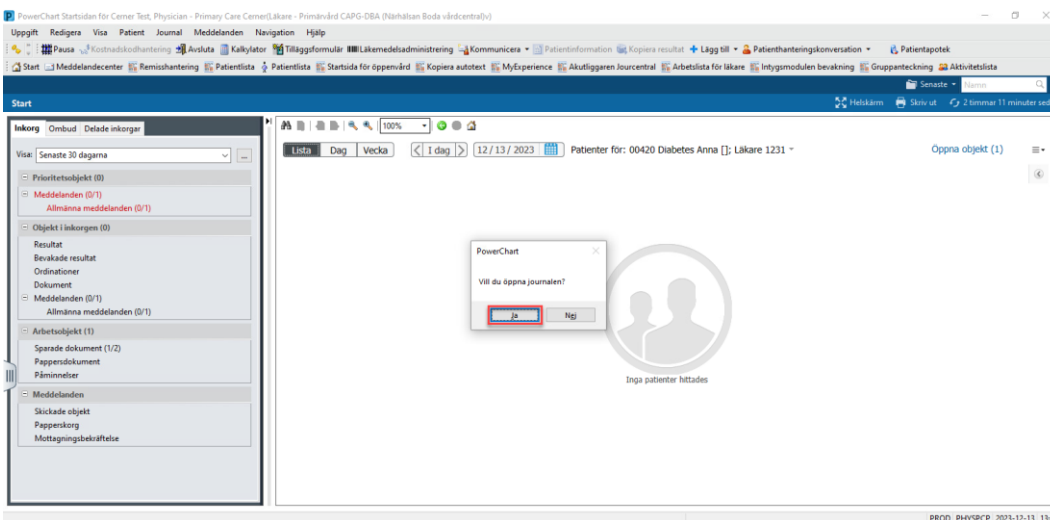 PowerChart Startsidan för Cerner Test, Physician - Primary Care Cerner(Läkare - Primärvård CAPG-DBA (Närhälsan Boda vårdcentral)v)
Uppgift Redigera Visa Patient Journal Meddelanden Navigation Hjälp
Pausa Kostnadskodhantering Avsluta Kalkylator Tilläggsformulär Läkemedelsadministrering Kommunicera Patientinformation Kopiera resultat Lägg till Patienthanteringskonversation Patientapotek
Start Meddelandecenter Remisshantering Patientlista Patientlista Startsida för öppenvård Kopiera autotext MyExperience Akutliggaren Jourcentral Arbetslista för läkare Intygsmodulen bevakning Gruppanteckning Aktivitetslista
Senaste Namn
Start Helskärm Skriv ut 2 timmar 11 minuter sed
Inkorg Ombud Delade inkorgar
100%
Visa: Senaste 30 dagarna ...
Lista Dag Vecka I dag 12/13/2023 Patienter för: 00420 Diabetes Anna []; Läkare 1231 Öppna objekt (1)
Prioritetsobjekt (0)
Meddelanden (0/1)
Allmänna meddelanden (0/1)
Objekt i inkorgen (0)
Resultat
Bevakade resultat
Ordinationer
Dokument
Meddelanden (0/1)
Allmänna meddelanden (0/1)
Arbetsobjekt (1)
Sparade dokument (1/2)
Pappersdokument
Påminnelser
Meddelanden
Skickade objekt
Papperskorg
Mottagningsbekräftelse
PowerChart
Vill du öppna journalen?
Ja Nej
Inga patienter hittades
PROD PHYSPCP 2023-12-13